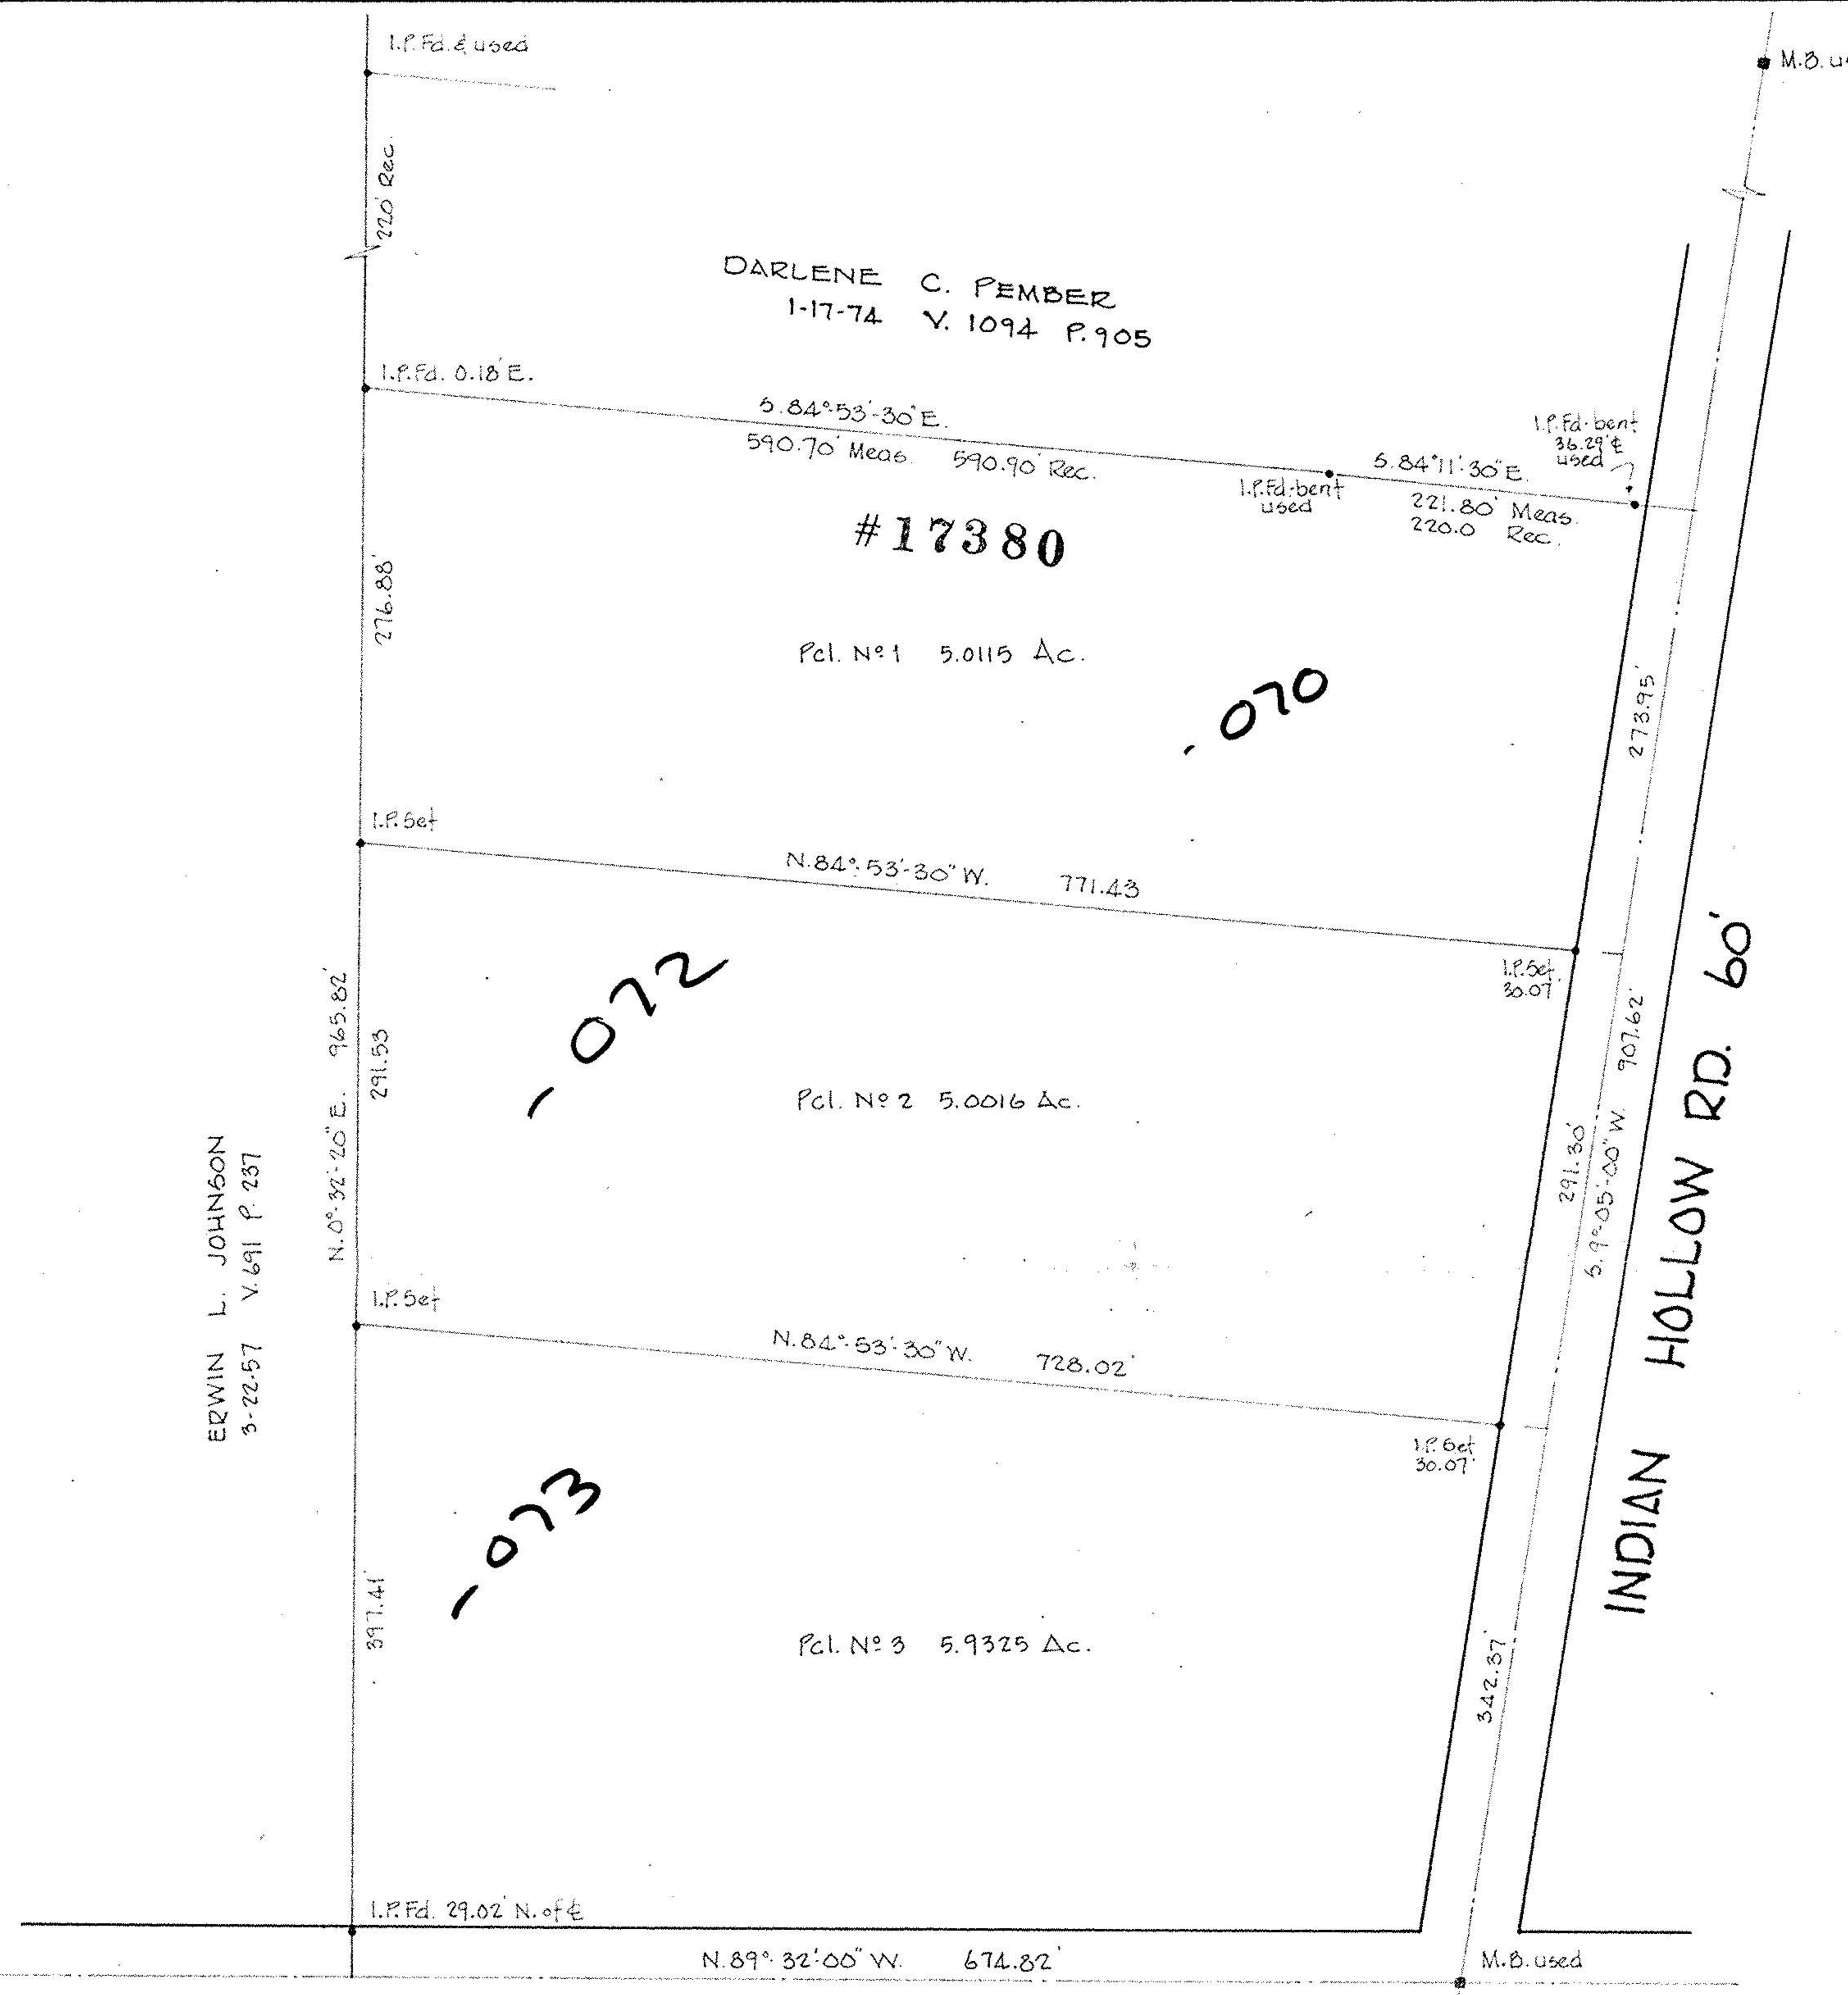 I.P. Fd. & used
M.B. us
220' Rec.
DARLENE C. PEMBER
1-17-74 V. 1094 P. 905
I.P. Fd. 0.18' E.
S. 84°-53'-30" E.
590.70' Meas. 590.90' Rec.
I.P. Fd-bent
36.29' ℄
used
S. 84°11'-30" E.
I.P. Fd-bent
used
221.80' Meas.
220.0 Rec.
#17380
276.88'
Pcl. Nº 1 5.0115 Ac.
- 070
273.95'
I.P. Set
N. 84°-53'-30" W. 771.43
I.P. Set.
30.07'
- 072
N. 0°-32'-20" E. 965.82'
291.53
Pcl. Nº 2 5.0016 Ac.
291.30'
S. 9°-05'-00" W. 907.62'
INDIAN HOLLOW RD. 60'
ERWIN L. JOHNSON
3-22-57 V. 691 P. 237
I.P. Set
N. 84°-53'-30" W. 728.02'
I.P. Set
30.07'
- 073
397.41'
Pcl. Nº 3 5.9325 Ac.
342.37'
I.P. Fd. 29.02' N. of ℄
N. 89°-32'-00" W. 674.82'
M.B. used